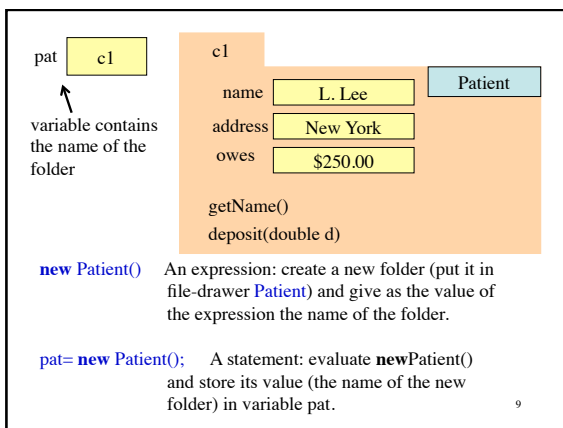 pat c1
variable contains
the name of the
folder
c1
Patient
name L. Lee
address New York
owes $250.00
getName()
deposit(double d)
new Patient() An expression: create a new folder (put it in
file-drawer Patient) and give as the value of
the expression the name of the folder.
pat= new Patient(); A statement: evaluate newPatient()
and store its value (the name of the new
folder) in variable pat.
9